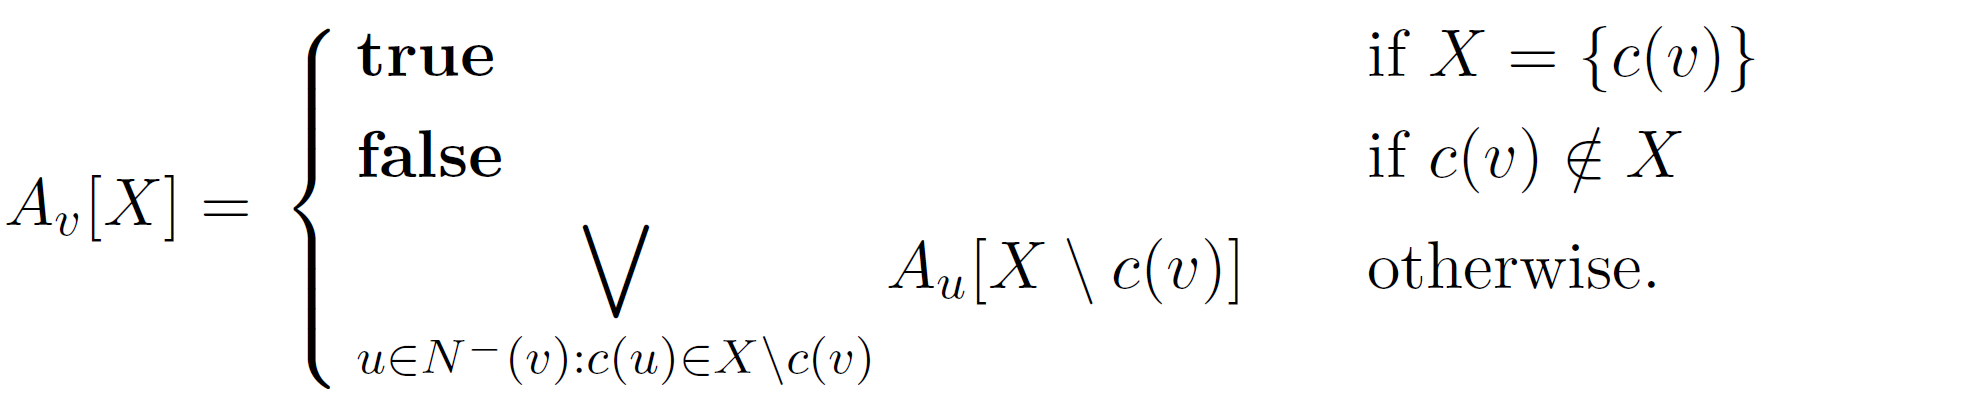 true if X = {c(v)}
false if c(v) ∉ X
A_v[X] = ⋁ A_u[X \ c(v)] otherwise.
u∈N⁻(v):c(u)∈X\c(v)